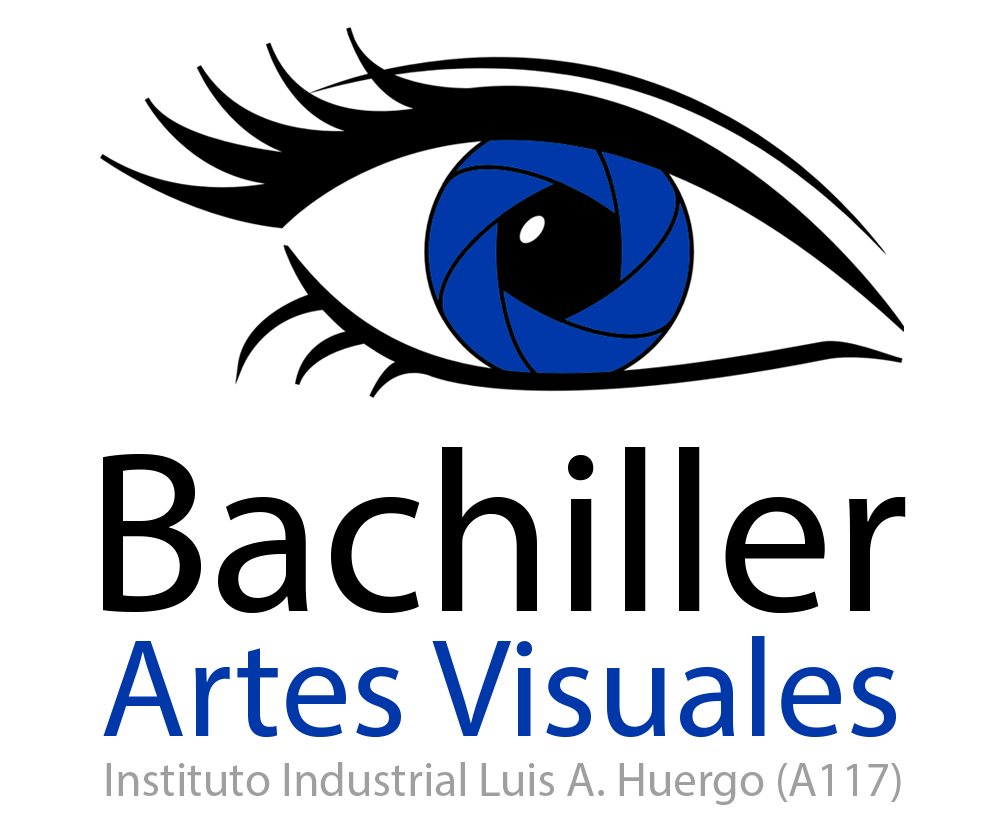 Bachiller
Artes Visuales
Instituto Industrial Luis A. Huergo (A117)